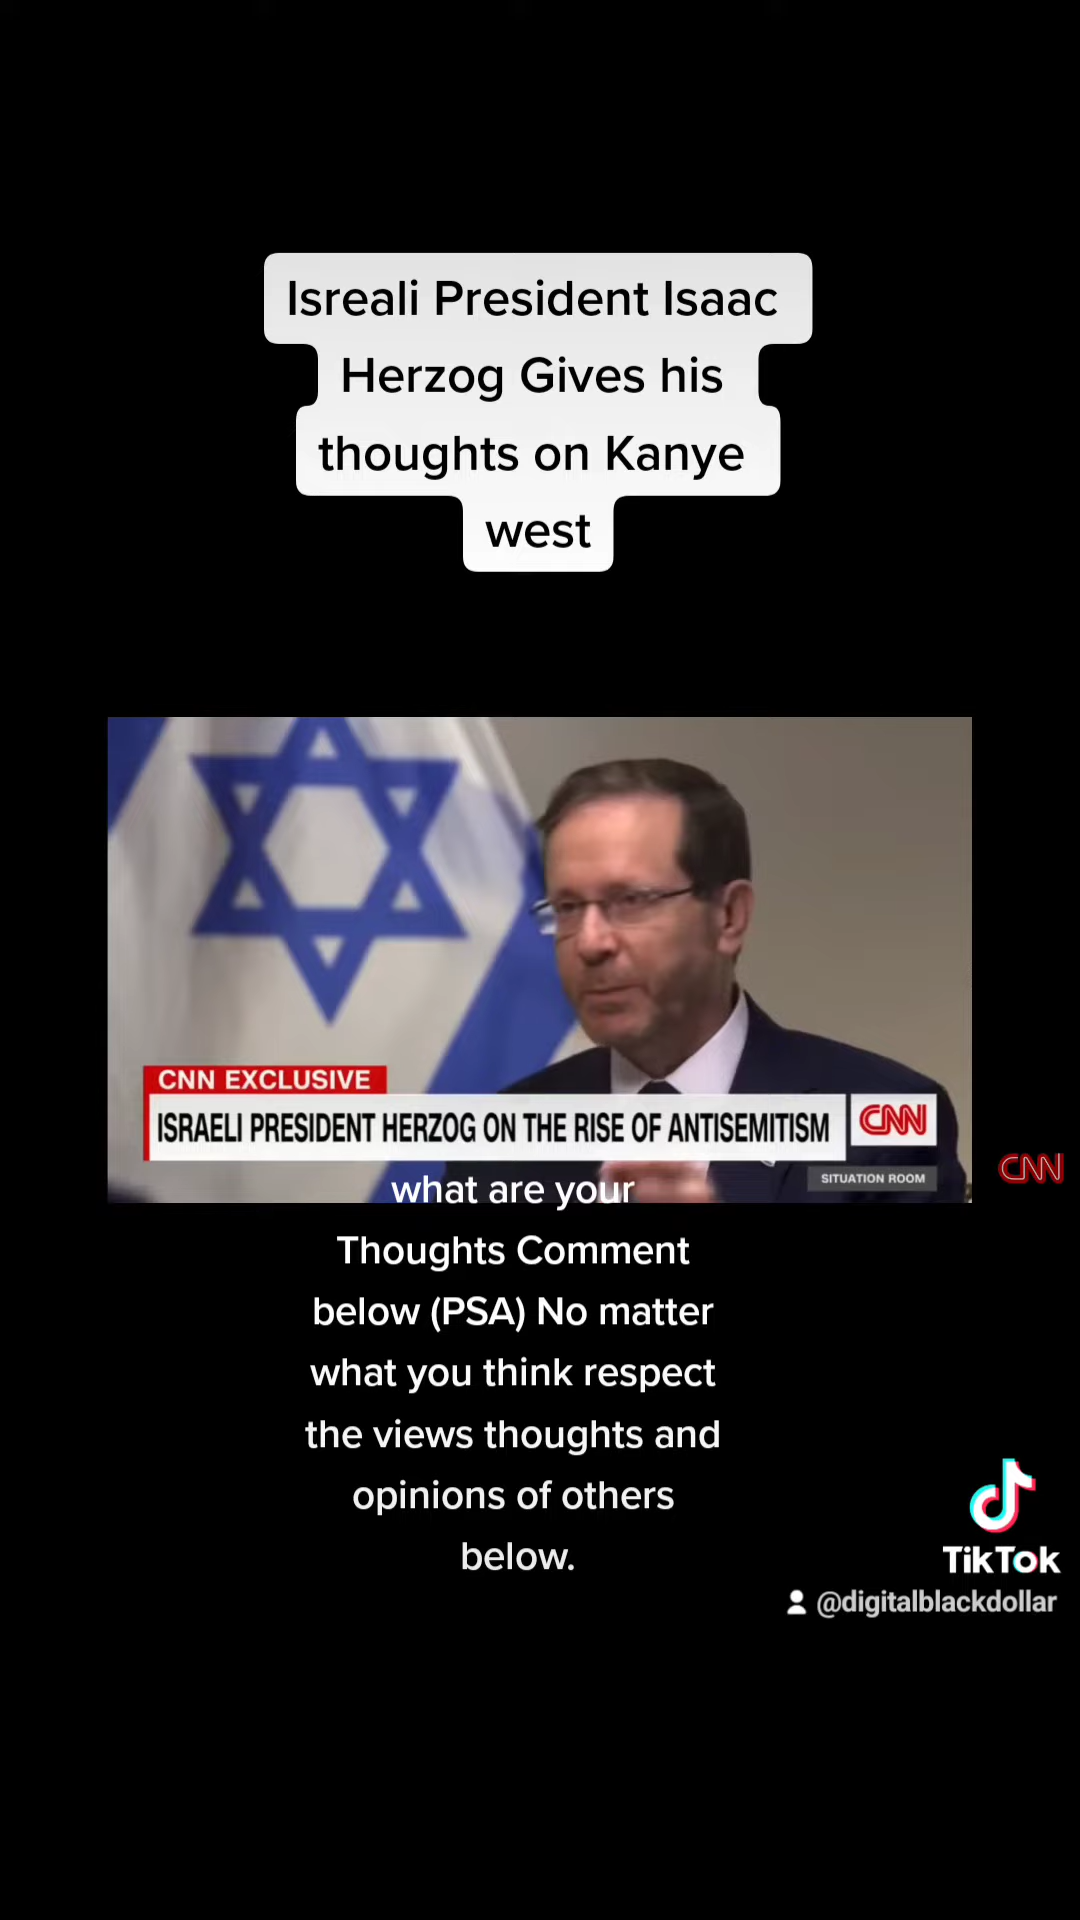 Isreali President Isaac
Herzog Gives his
thoughts on Kanye
west
CNN EXCLUSIVE
ISRAELI PRESIDENT HERZOG ON THE RISE OF ANTISEMITISM
CNN
SITUATION ROOM
CNN
what are your
Thoughts Comment
below (PSA) No matter
what you think respect
the views thoughts and
opinions of others
below.
TikTok
@digitalblackdollar